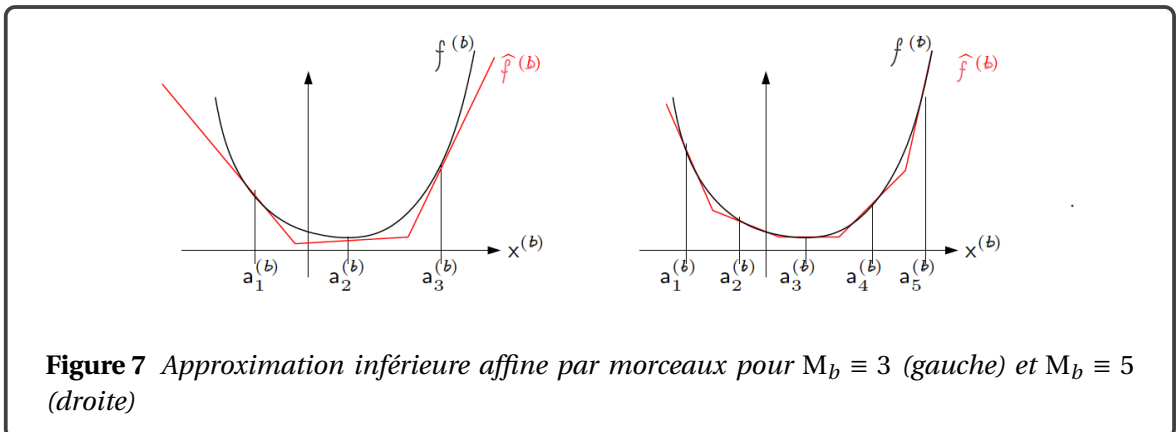 f^(b)
f̂^(b)
x^(b)
a_1^(b) a_2^(b) a_3^(b)
f^(b)
f̂^(b)
x^(b)
a_1^(b) a_2^(b) a_3^(b) a_4^(b) a_5^(b)
Figure 7 Approximation inférieure affine par morceaux pour M_b ≡ 3 (gauche) et M_b ≡ 5
(droite)